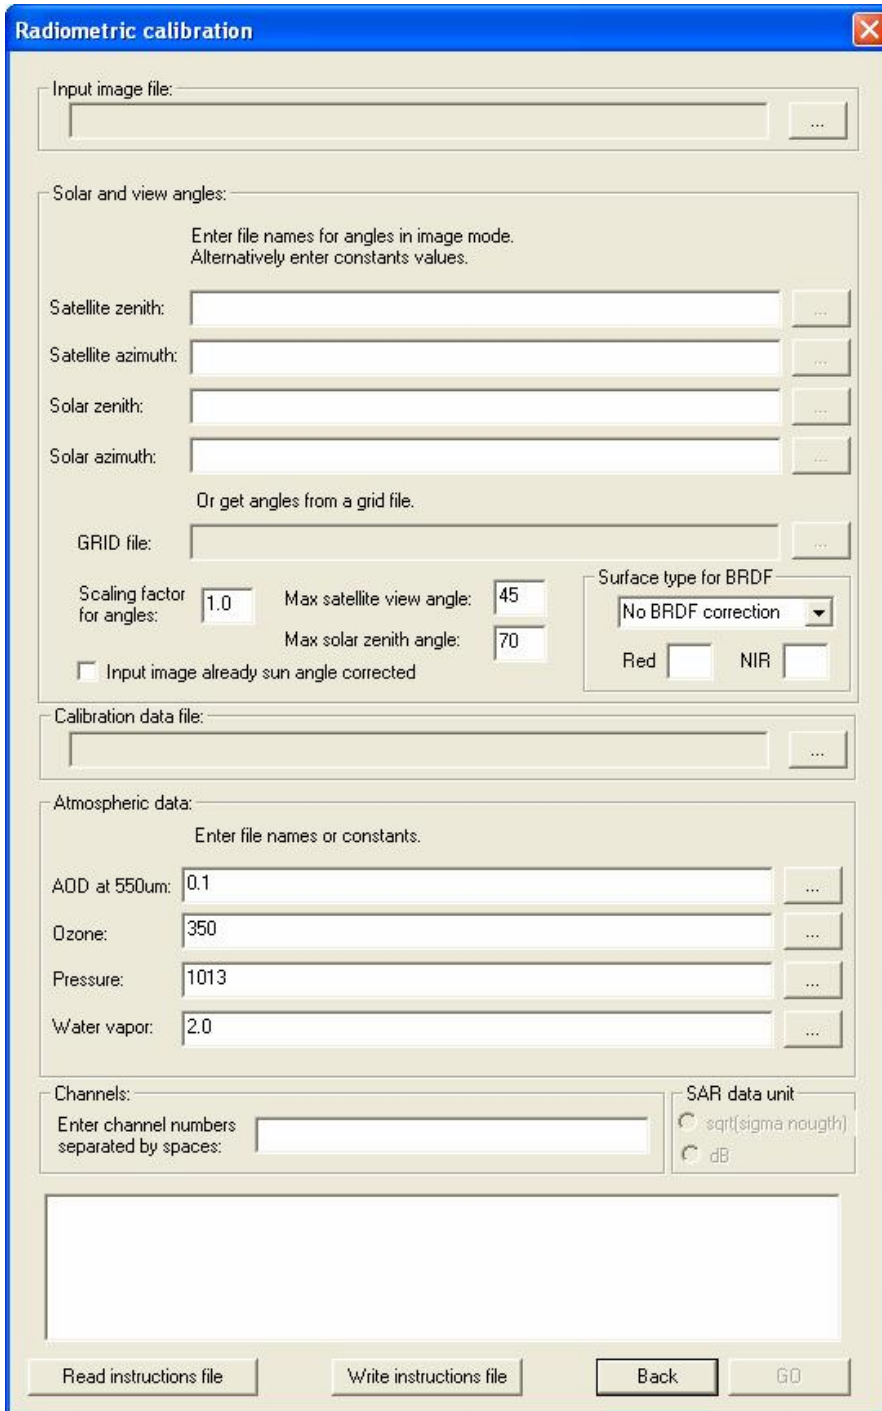 Radiometric calibration
Input image file:
...
Solar and view angles:
Enter file names for angles in image mode.
Alternatively enter constants values.
Satellite zenith:
...
Satellite azimuth:
...
Solar zenith:
...
Solar azimuth:
...
Or get angles from a grid file.
GRID file:
...
Scaling factor
for angles:
1.0
Max satellite view angle:
45
Max solar zenith angle:
70
Input image already sun angle corrected
Surface type for BRDF
No BRDF correction
Red
NIR
Calibration data file:
...
Atmospheric data:
Enter file names or constants.
AOD at 550um:
0.1
...
Ozone:
350
...
Pressure:
1013
...
Water vapor:
2.0
...
Channels:
Enter channel numbers
separated by spaces:
SAR data unit
sqrt(sigma nougth)
dB
Read instructions file
Write instructions file
Back
GO